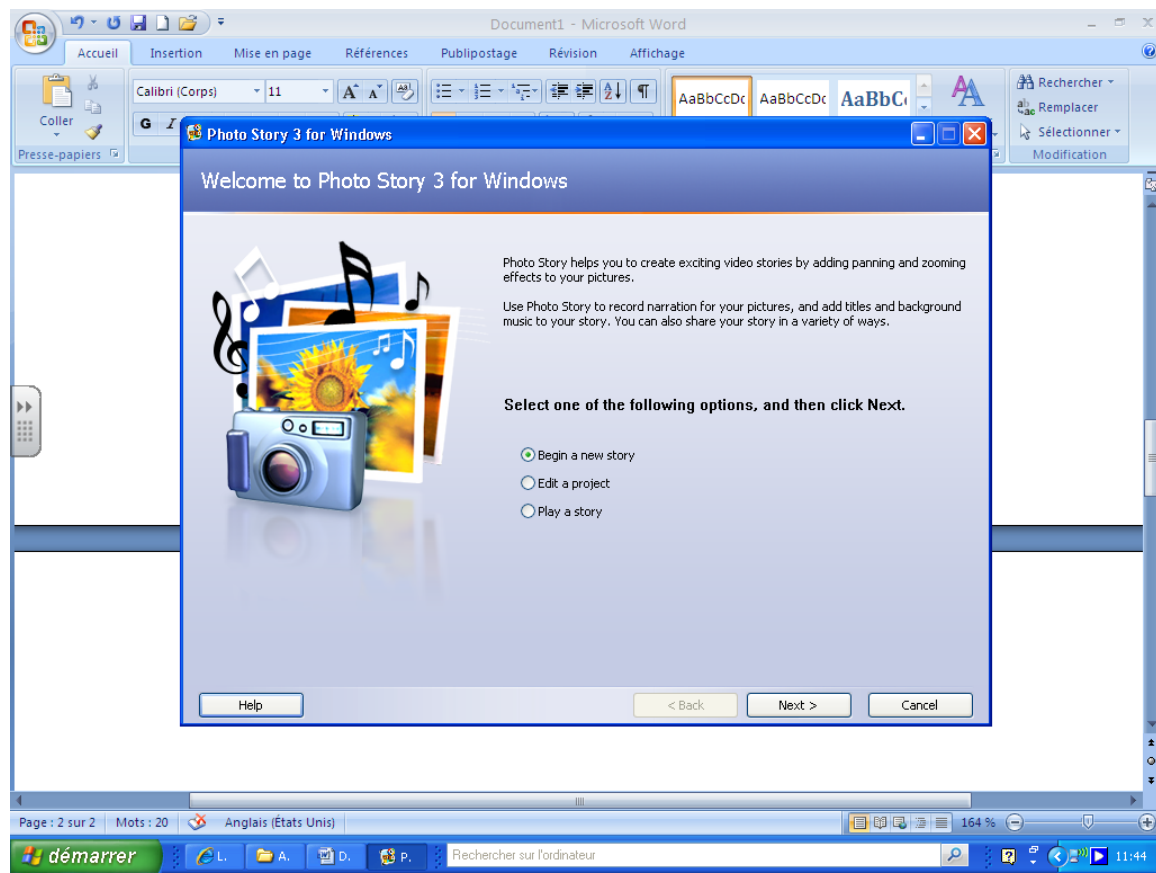 Document1 - Microsoft Word
Accueil Insertion Mise en page Références Publipostage Révision Affichage
Coller
Presse-papiers
Calibri (Corps) 11
G I
AaBbCcDc AaBbCcDc AaBbC
Rechercher
Remplacer
Sélectionner
Modification
Photo Story 3 for Windows
Welcome to Photo Story 3 for Windows
Photo Story helps you to create exciting video stories by adding panning and zooming
effects to your pictures.
Use Photo Story to record narration for your pictures, and add titles and background
music to your story. You can also share your story in a variety of ways.
Select one of the following options, and then click Next.
Begin a new story
Edit a project
Play a story
Help < Back Next > Cancel
Page : 2 sur 2 Mots : 20 Anglais (États Unis) 164 %
démarrer L. A. D. P. Rechercher sur l'ordinateur 11:44